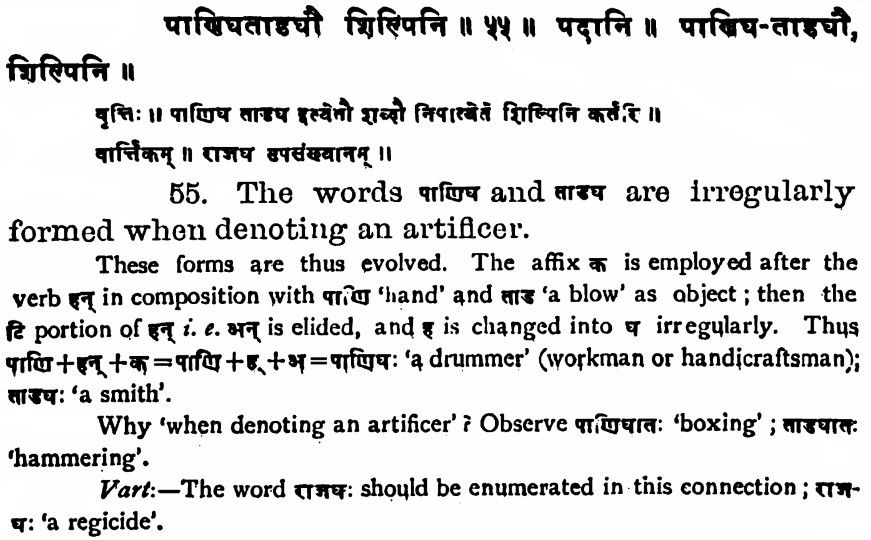 पाणिघताडघौ शिल्पिनि ॥ ५५ ॥ पदानि ॥ पाणिघ-ताडघौ,
शिल्पिनि ॥
वृत्तिः ॥ पाणिघ ताडघ इत्येतौ शब्दौ निपात्येते शिल्पिनि कर्तरि ॥
वार्त्तिकम् ॥ राजघ उपसंख्यानम् ॥
55. The words पाणिघ and ताडघ are irregularly
formed when denoting an artificer.
These forms are thus evolved. The affix क is employed after the
verb हन् in composition with पाणि 'hand' and ताड 'a blow' as object ; then the
टि portion of हन् i. e. अन् is elided, and ह is changed into घ irregularly. Thus
पाणि+हन्+क=पाणि+ह्+अ=पाणिघः 'a drummer' (workman or handicraftsman);
ताडघः 'a smith'.
Why 'when denoting an artificer' ? Observe पाणिघातः 'boxing' ; ताडघातः
'hammering'.
Vart:—The word राजघः should be enumerated in this connection ; राज-
घः 'a regicide'.